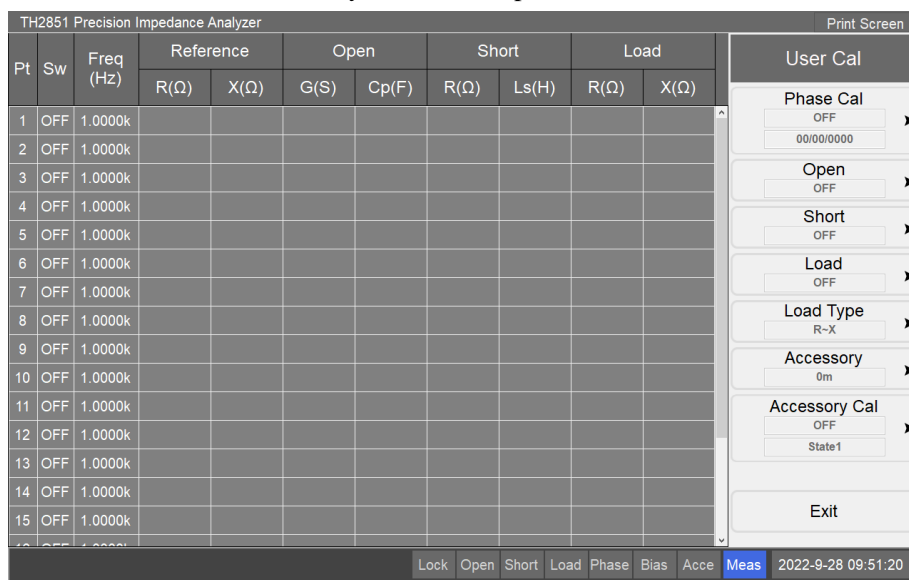 TH2851 Precision Impedance Analyzer Print Screen
Pt Sw Freq (Hz) Reference Open Short Load
R(Ω) X(Ω) G(S) Cp(F) R(Ω) Ls(H) R(Ω) X(Ω)
1 OFF 1.0000k
2 OFF 1.0000k
3 OFF 1.0000k
4 OFF 1.0000k
5 OFF 1.0000k
6 OFF 1.0000k
7 OFF 1.0000k
8 OFF 1.0000k
9 OFF 1.0000k
10 OFF 1.0000k
11 OFF 1.0000k
12 OFF 1.0000k
13 OFF 1.0000k
14 OFF 1.0000k
15 OFF 1.0000k
User Cal
Phase Cal
OFF
00/00/0000
Open
OFF
Short
OFF
Load
OFF
Load Type
R~X
Accessory
0m
Accessory Cal
OFF
State1
Exit
Lock Open Short Load Phase Bias Acce Meas 2022-9-28 09:51:20